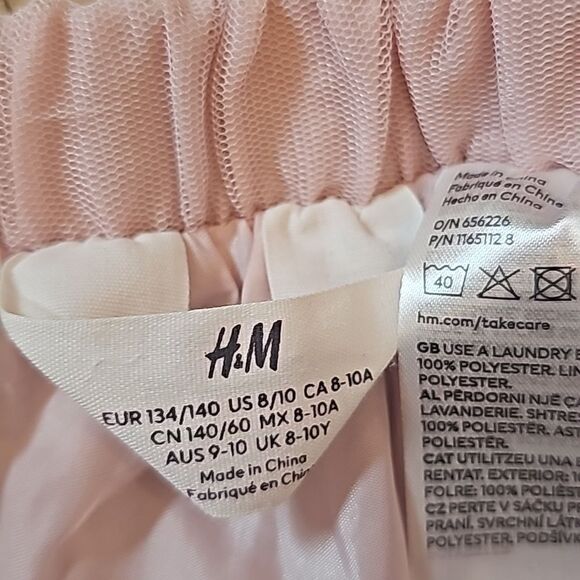 H&M
EUR 134/140 US 8/10 CA 8-10A
CN 140/60 MX 8-10A
AUS 9-10 UK 8-10Y
Made in China
Fabriqué en
Made in China
Fabriqué en Chine
Hecho en China
O/N 656226
P/N 1165112 8
40
hm.com/takecare
GB USE A LAUNDRY
100% POLYESTER. LIN
POLYESTER.
AL PËRDORNI NJË
LAVANDERIE. SHTRE
100% POLIESTËR. AST
POLIESTËR.
CAT UTILITZEU UNA
RENTAT. EXTERIOR:
FOLRE: 100% POLIÈST
CZ PERTE V SÁČKU
PRANÍ. SVRCHNÍ LÁT
POLYESTER, PODŠÍV